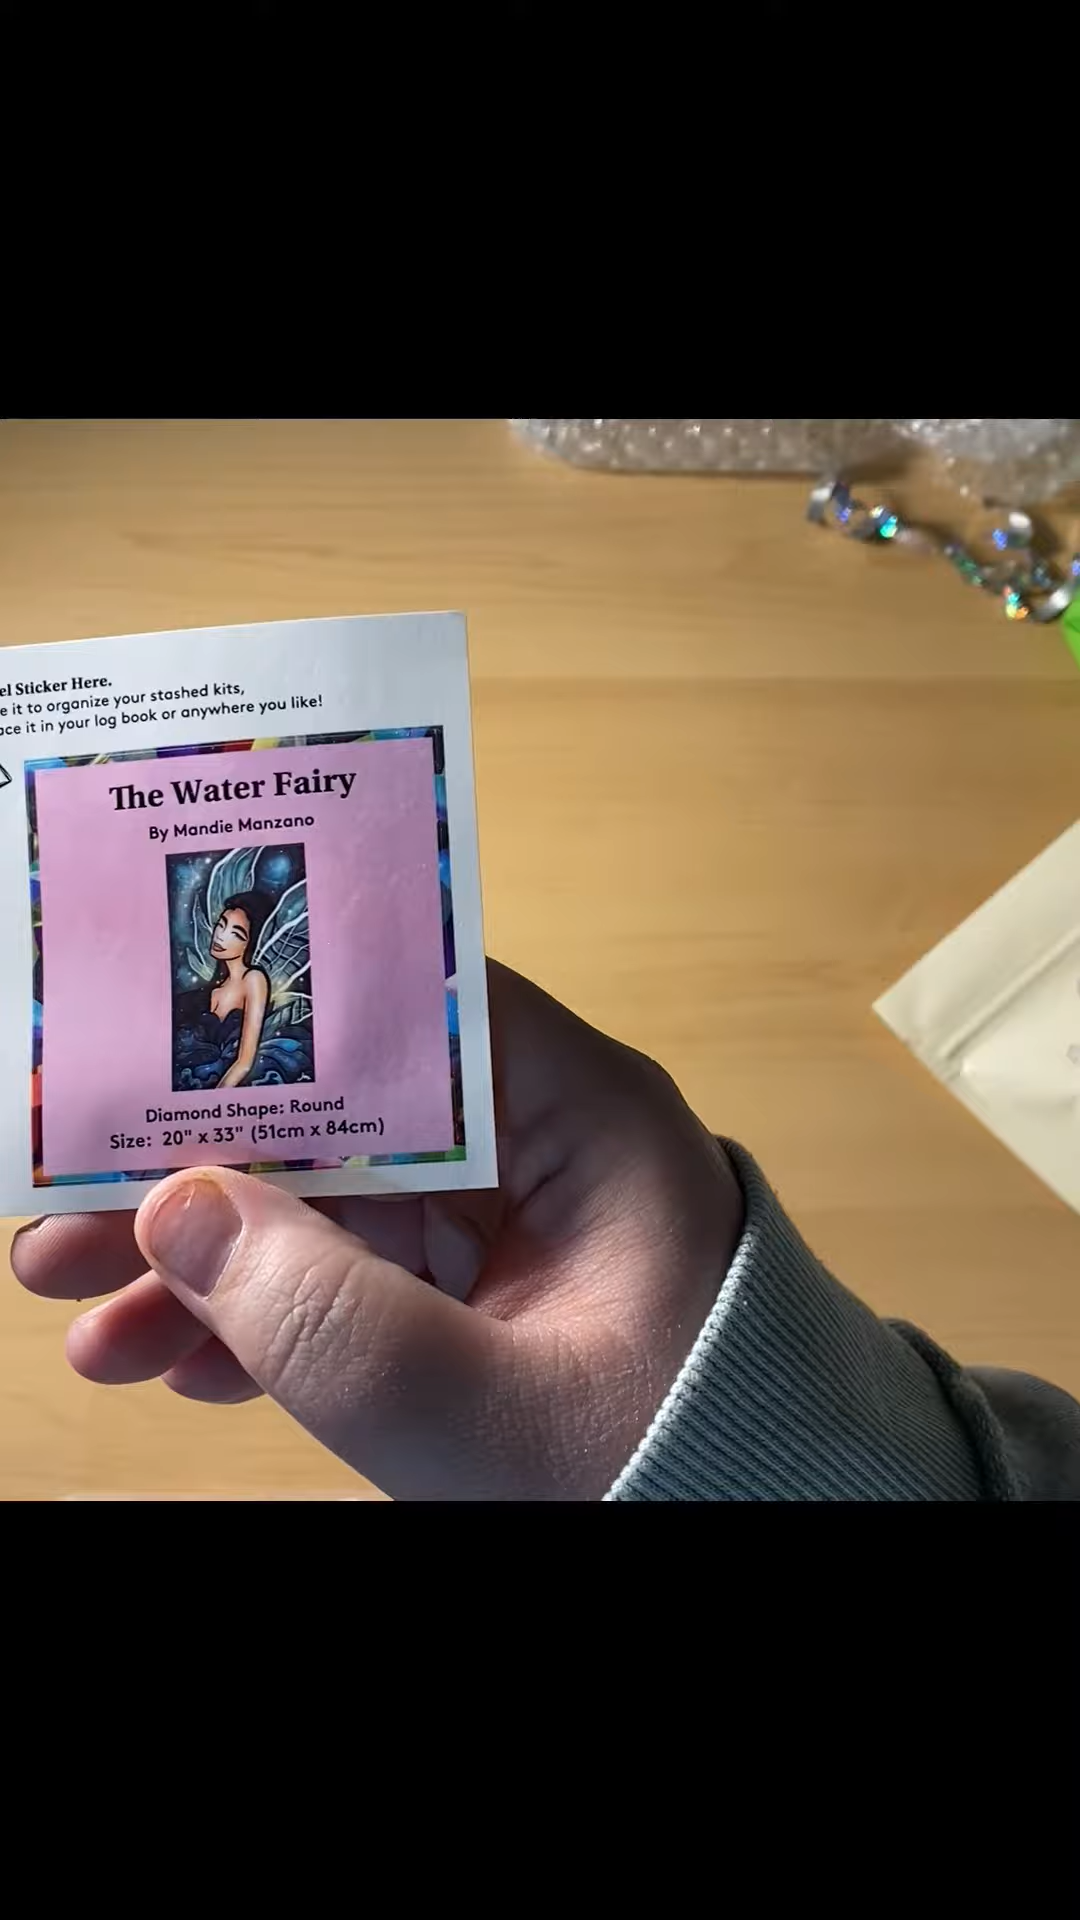 el Sticker Here.
e it to organize your stashed kits,
ace it in your log book or anywhere you like!
The Water Fairy
By Mandie Manzano
Diamond Shape: Round
Size: 20" x 33" (51cm x 84cm)